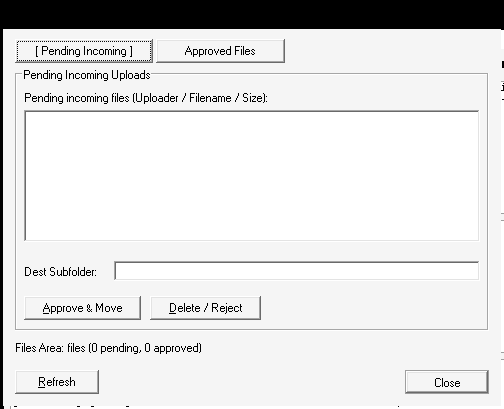 [ Pending Incoming ] Approved Files
Pending Incoming Uploads
Pending incoming files (Uploader / Filename / Size):
Dest Subfolder:
Approve & Move Delete / Reject
Files Area: files (0 pending, 0 approved)
Refresh Close